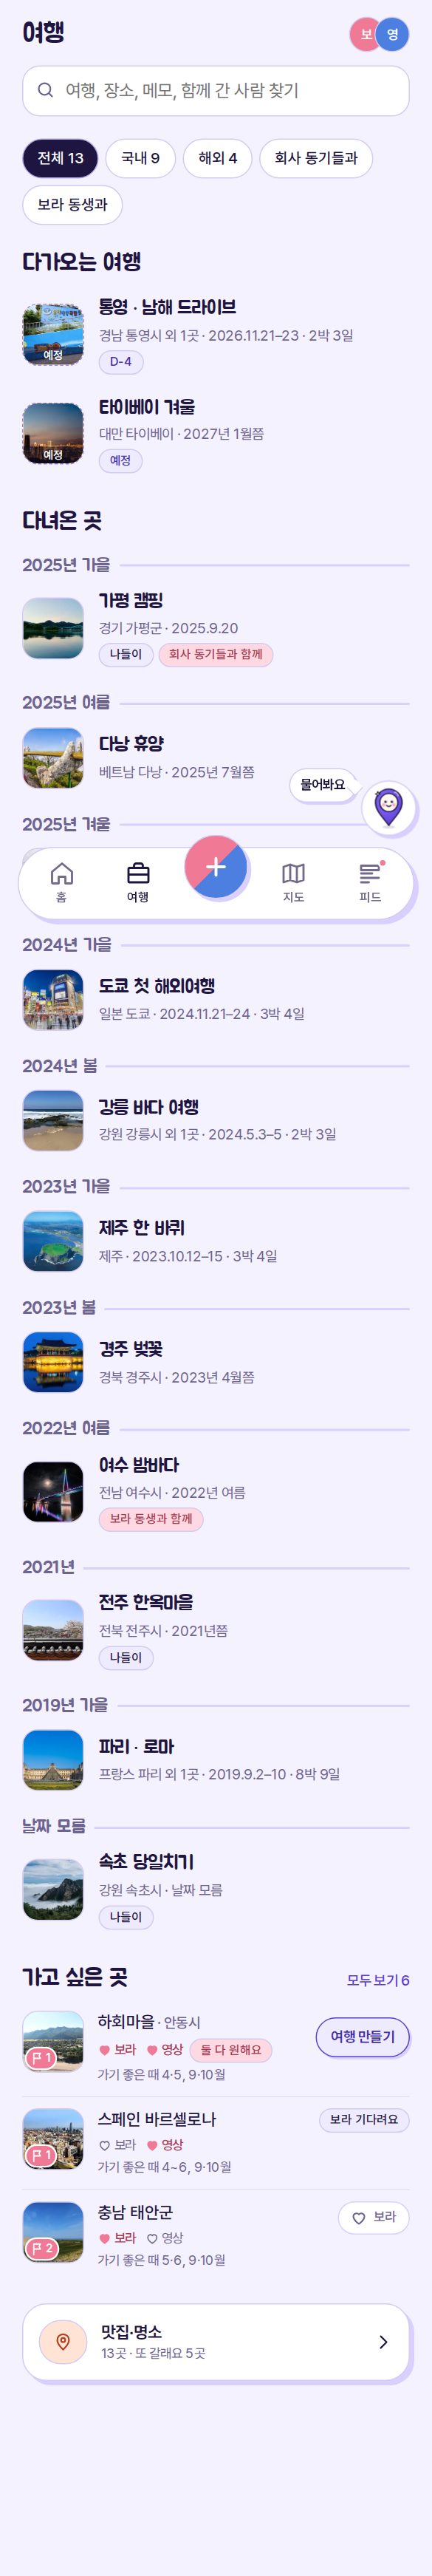 여행
보
영
여행, 장소, 메모, 함께 간 사람 찾기
전체 13
국내 9
해외 4
회사 동기들과
보라 동생과
다가오는 여행
통영 · 남해 드라이브
경남 통영시 외 1곳 · 2026.11.21–23 · 2박 3일
예정
D-4
타이베이 겨울
대만 타이베이 · 2027년 1월쯤
예정
예정
다녀온 곳
2025년 가을
가평 캠핑
경기 가평군 · 2025.9.20
나들이
회사 동기들과 함께
2025년 여름
다낭 휴양
베트남 다낭 · 2025년 7월쯤
물어봐요
2025년 겨울
홈
여행
지도
피드
2024년 가을
도쿄 첫 해외여행
일본 도쿄 · 2024.11.21–24 · 3박 4일
2024년 봄
강릉 바다 여행
강원 강릉시 외 1곳 · 2024.5.3–5 · 2박 3일
2023년 가을
제주 한 바퀴
제주 · 2023.10.12–15 · 3박 4일
2023년 봄
경주 벚꽃
경북 경주시 · 2023년 4월쯤
2022년 여름
여수 밤바다
전남 여수시 · 2022년 여름
보라 동생과 함께
2021년
전주 한옥마을
전북 전주시 · 2021년쯤
나들이
2019년 가을
파리 · 로마
프랑스 파리 외 1곳 · 2019.9.2–10 · 8박 9일
날짜 모름
속초 당일치기
강원 속초시 · 날짜 모름
나들이
가고 싶은 곳
모두 보기 6
하회마을 · 안동시
1
보라
영상
둘 다 원해요
가기 좋은 때 4·5, 9·10월
여행 만들기
스페인 바르셀로나
1
보라
영상
가기 좋은 때 4~6, 9·10월
보라 기다려요
충남 태안군
2
보라
영상
가기 좋은 때 5·6, 9·10월
보라
맛집·명소
13곳 · 또 갈래요 5곳